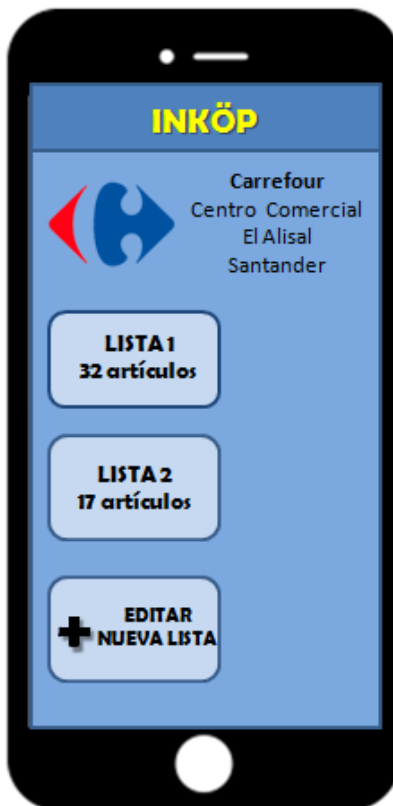 INKÖP
Carrefour
Centro Comercial
El Alisal
Santander
LISTA 1
32 artículos
LISTA 2
17 artículos
EDITAR
NUEVA LISTA